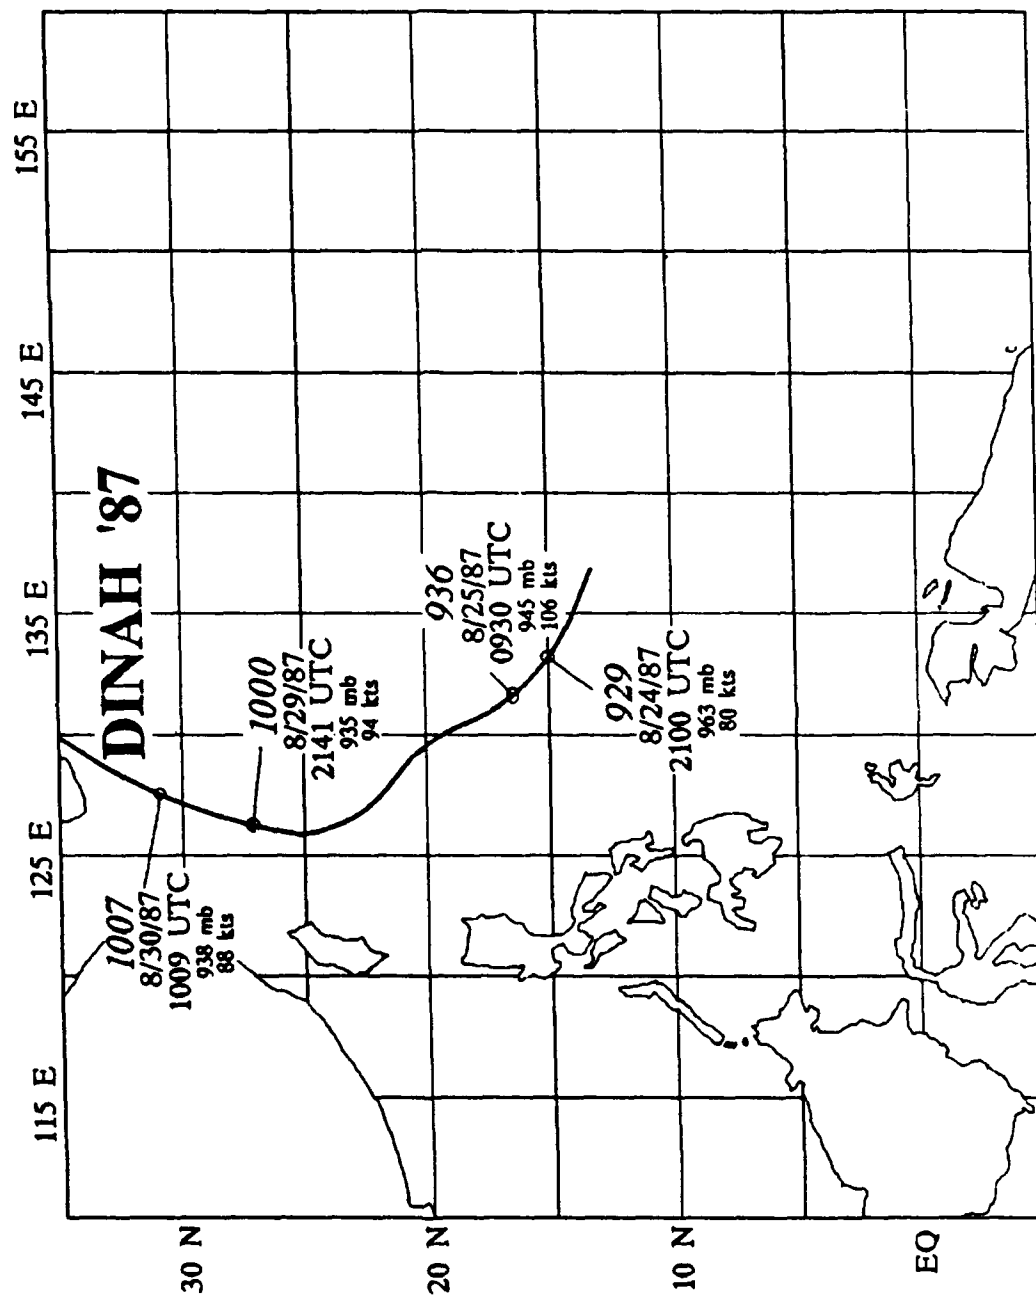 DINAH '87
115 E
125 E
135 E
145 E
155 E
30 N
20 N
10 N
EQ
1007
8/30/87
1009 UTC
938 mb
88 kts
1000
8/29/87
2141 UTC
935 mb
94 kts
936
8/25/87
0930 UTC
945 mb
106 kts
929
8/24/87
2100 UTC
963 mb
80 kts